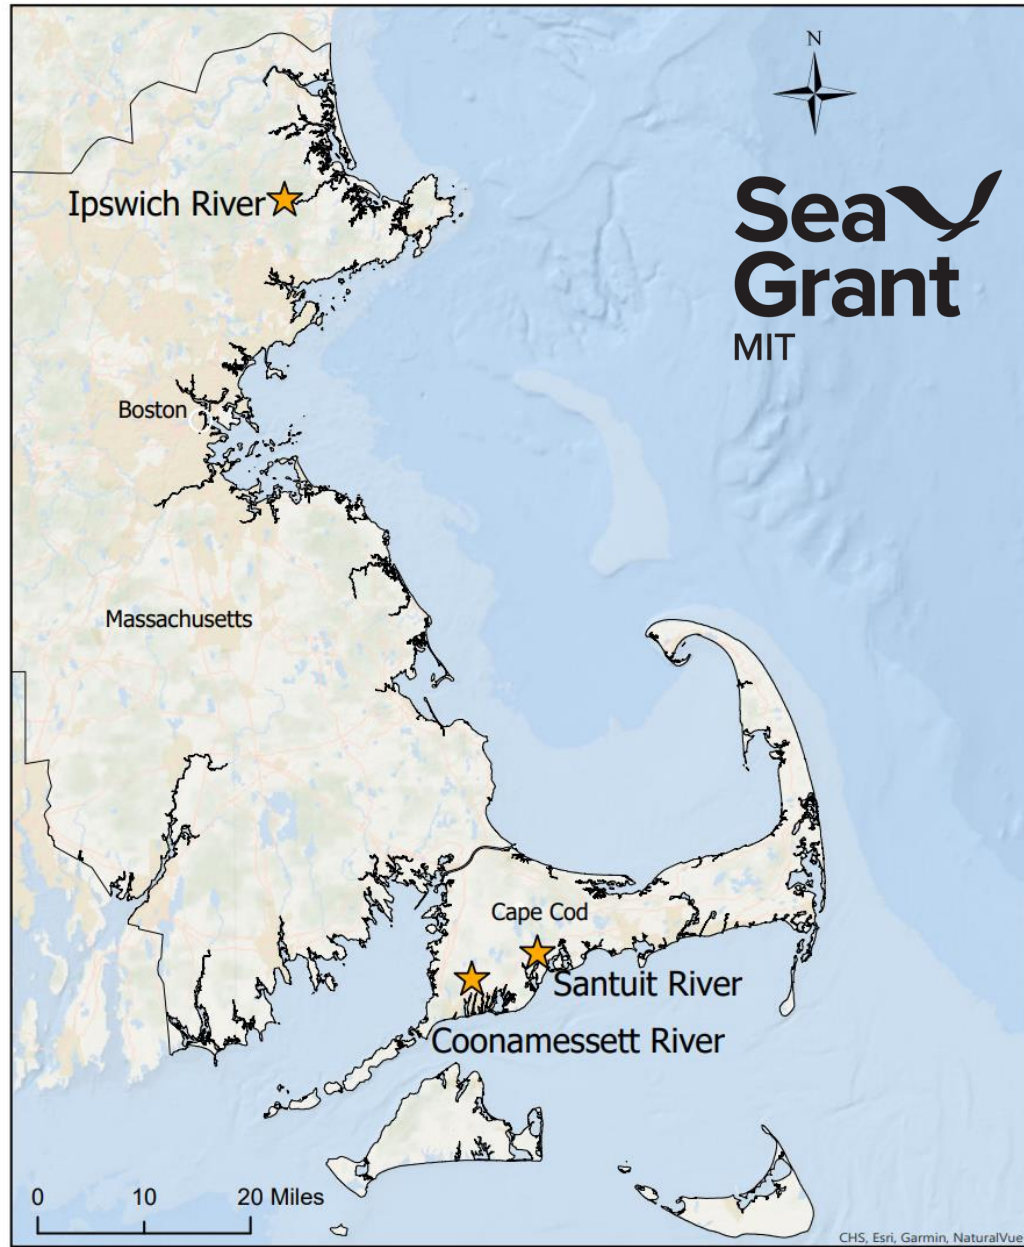 N
Ipswich River
Sea
Grant
MIT
Boston
Massachusetts
Cape Cod
Santuit River
Coonamessett River
0 10 20 Miles
CHS, Esri, Garmin, NaturalVue